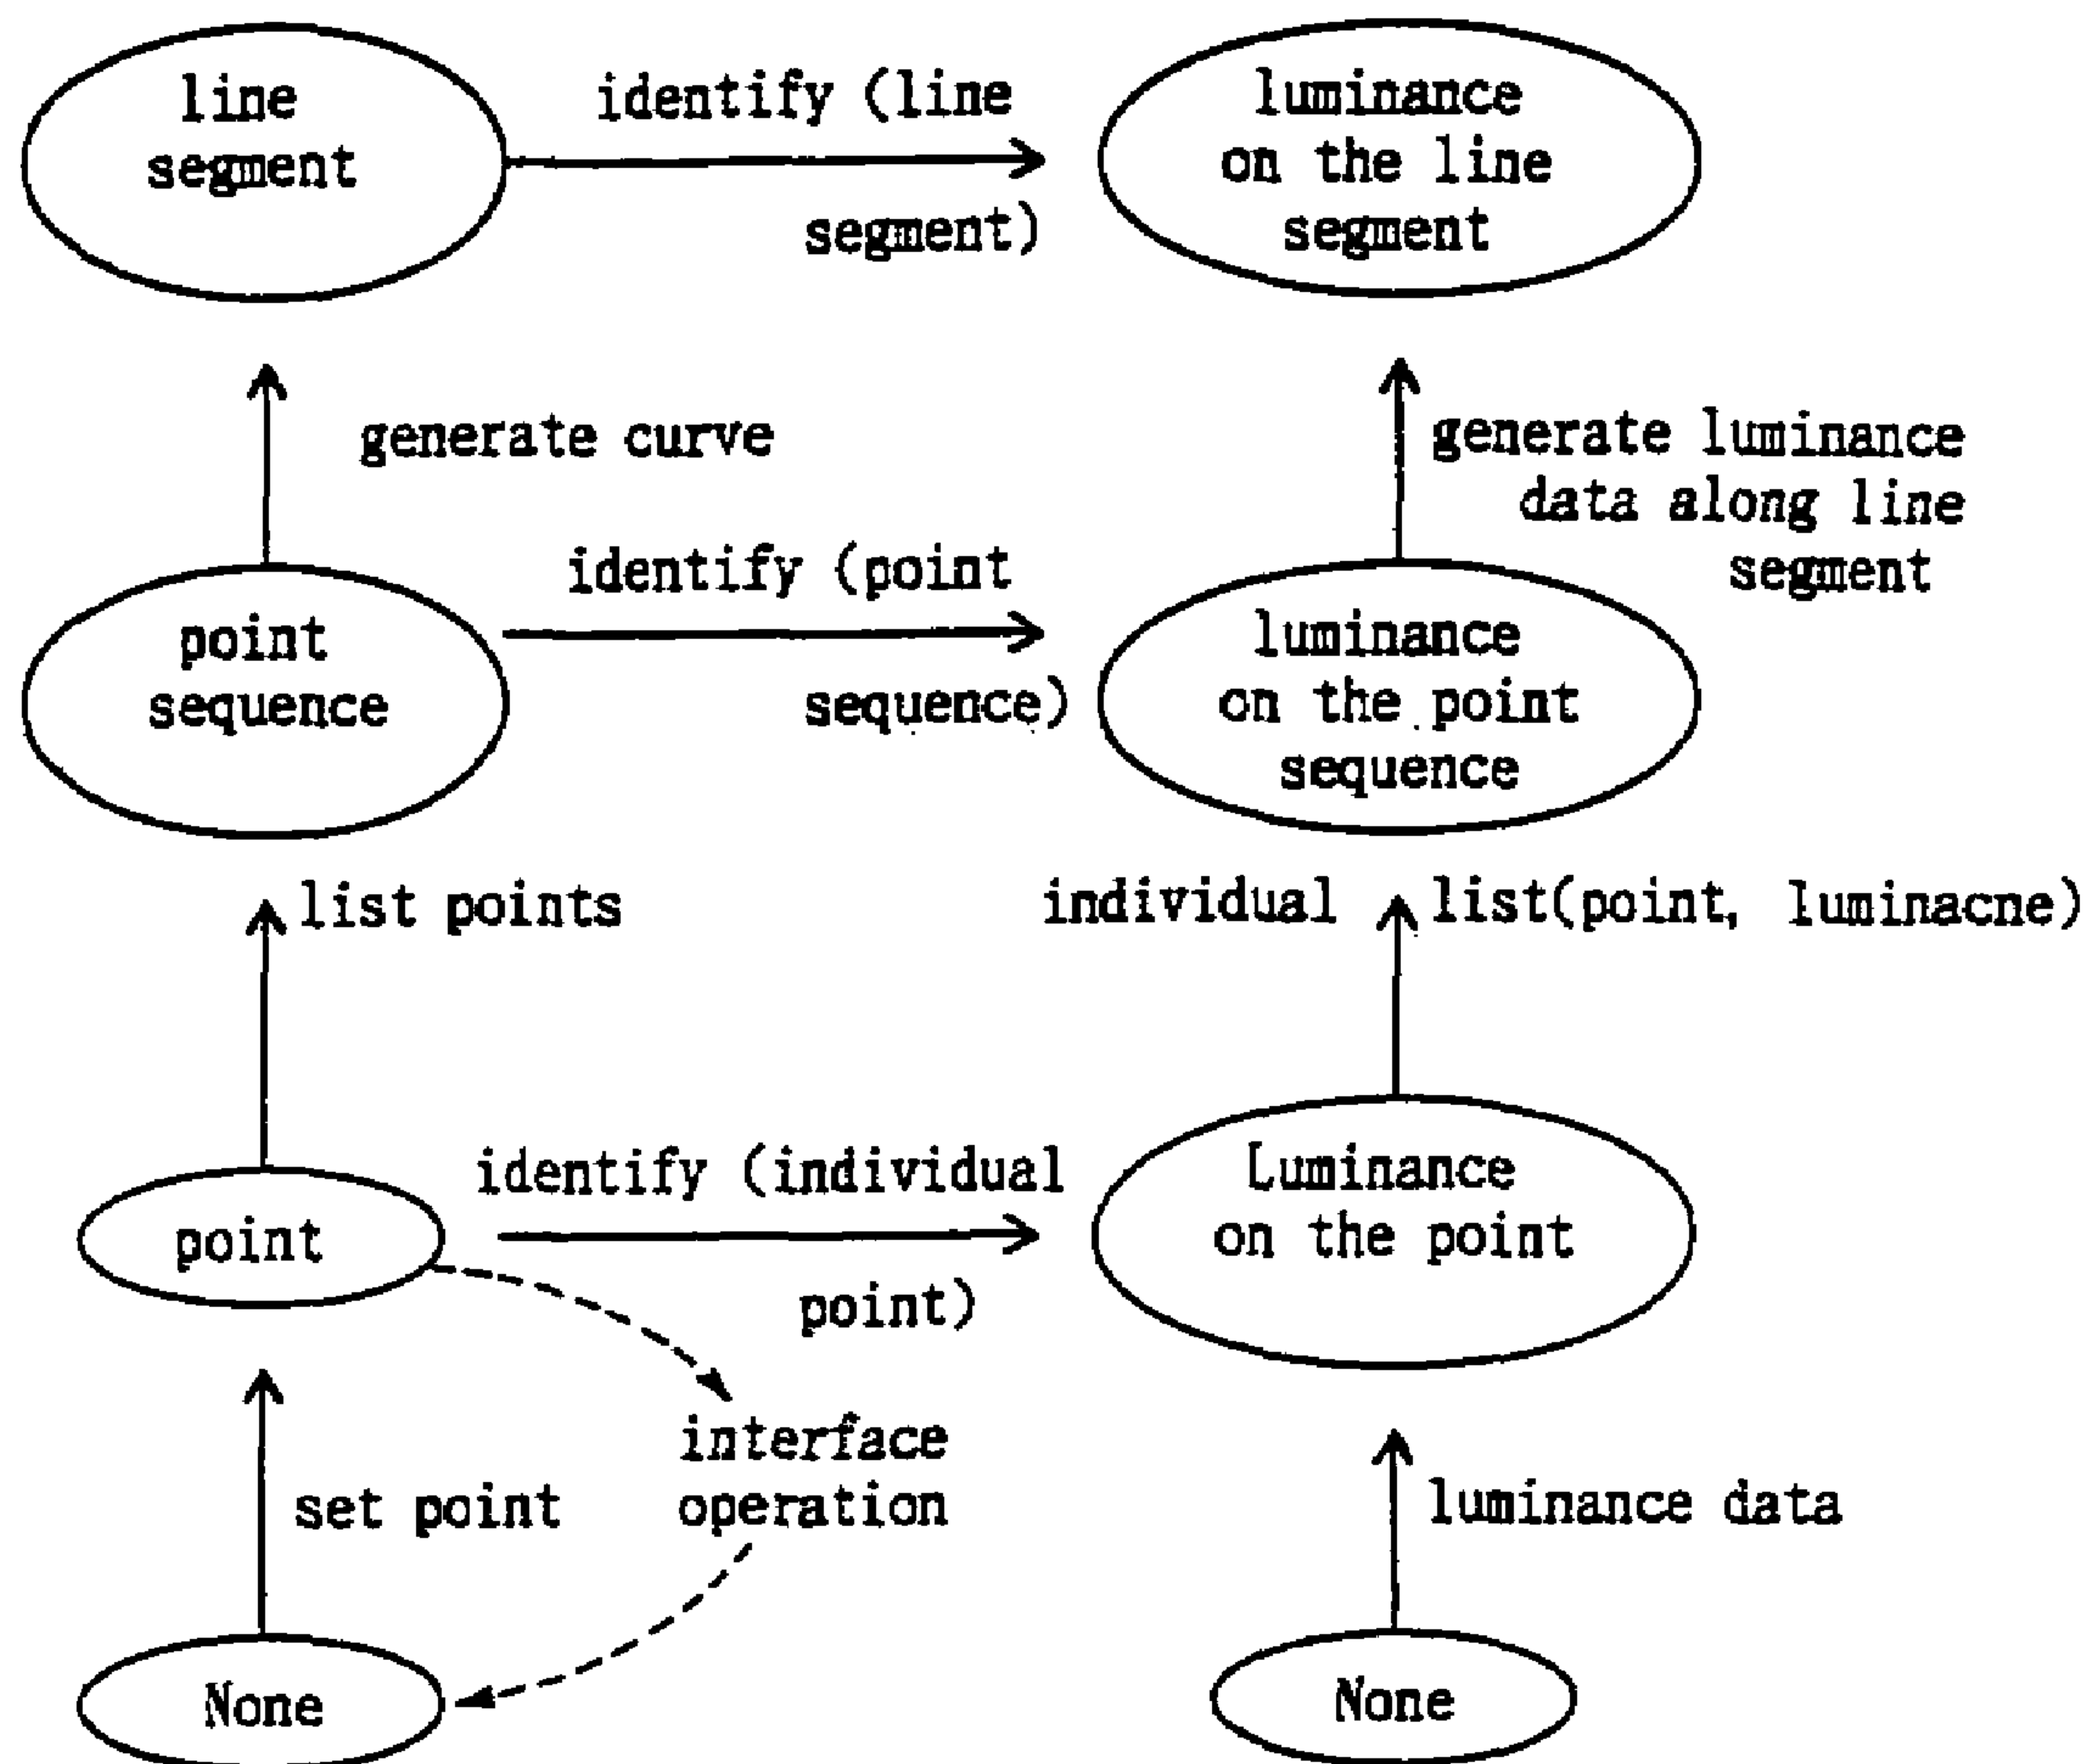 line
segment
identify (line
segment)
luminance
on the line
segment
generate curve
generate luminance
data along line
segment
point
sequence
identify (point
sequence)
luminance
on the point
sequence
list points
individual list(point, luminacne)
point
identify (individual
point)
Luminance
on the point
set point
interface
operation
luminance data
None
None